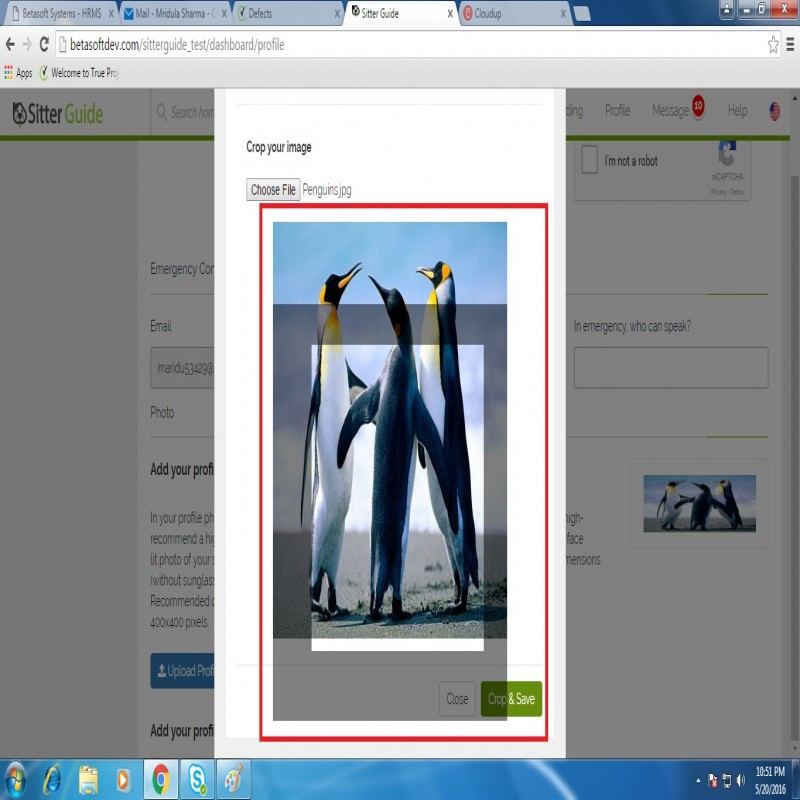 Betasoft Systems - HRMS
Mail - Mridula Sharma - C
Defects
Sitter Guide
Cloudup
betasoftdev.com/sitterguide_test/dashboard/profile
Apps
Welcome to True Pro
Sitter Guide
Search hom
ding
Profile
Message
10
Help
Crop your image
Choose File
Penguins.jpg
I'm not a robot
reCAPTCHA
Privacy - Terms
Emergency Con
Email
In emergency, who can speak?
maridu53429@
Photo
Add your profi
In your profile ph
high-
recommend a hig
face
lit photo of your s
mensions
(without sunglass
Recommended d
400x400 pixels.
Upload Profi
Close
Crop & Save
Add your profi
10:51 PM
5/20/2016